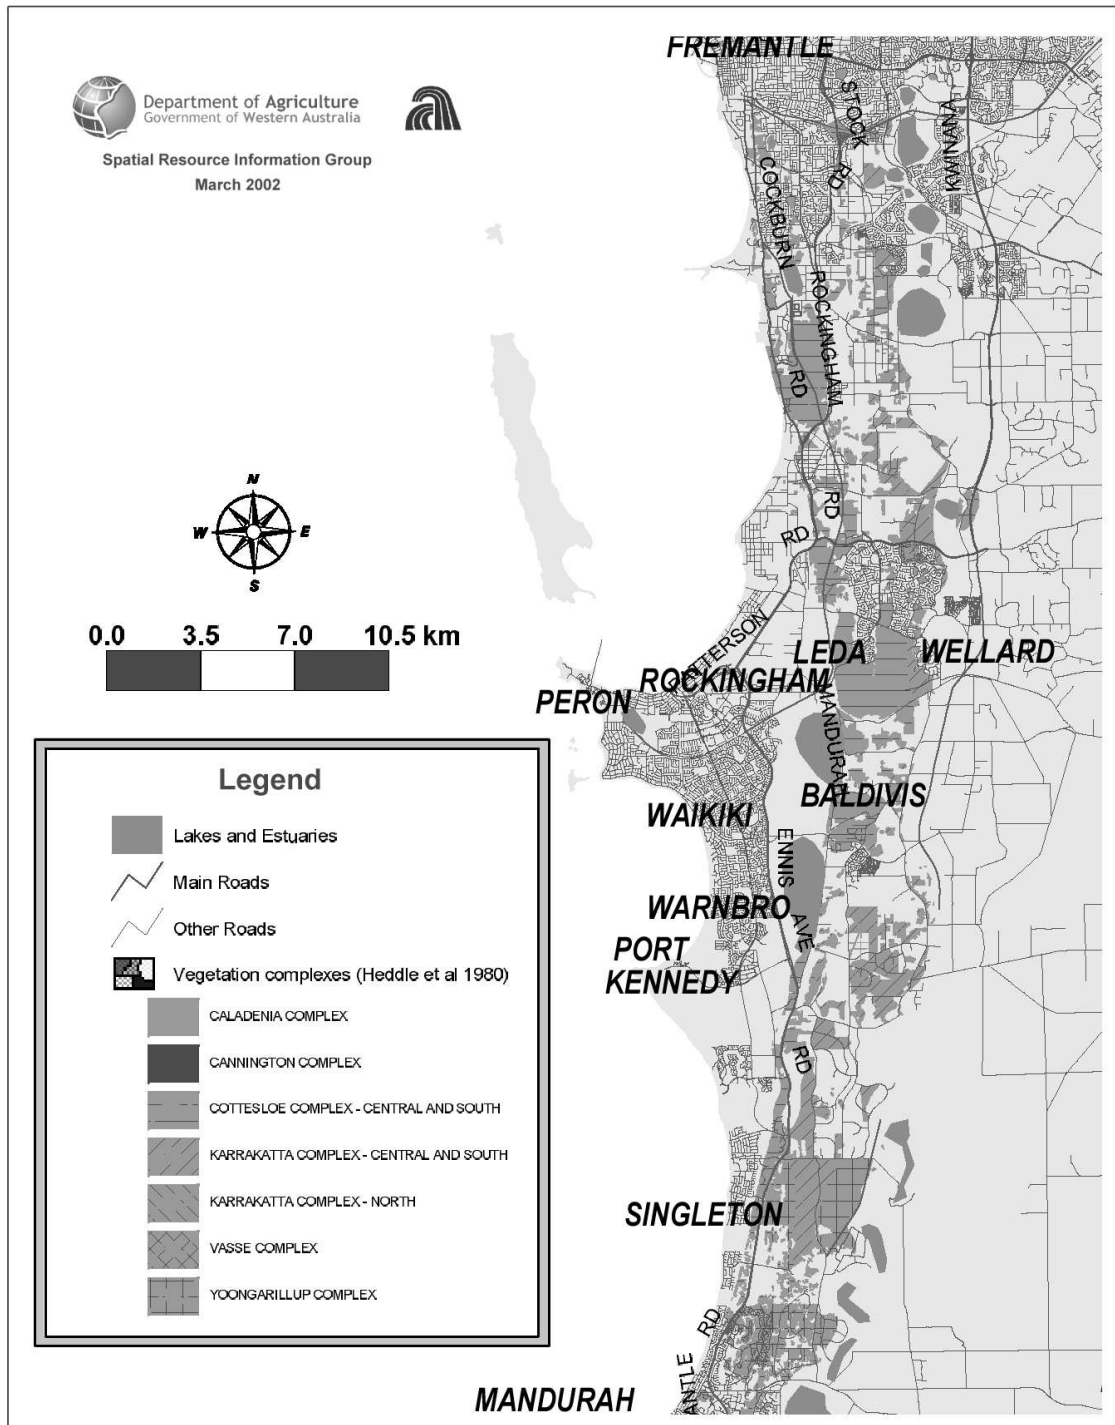 FREMANTLE
Department of Agriculture
Government of Western Australia
Spatial Resource Information Group
March 2002
STOCK
RD
KWINANA
COCKBURN
RD
ROCKINGHAM
RD
N
W
E
S
RD
0.0 3.5 7.0 10.5 km
PATTERSON
LEDA
WELLARD
ROCKINGHAM
PERON
MANDURAH
BALDIVIS
WAIKIKI
ENNIS
AVE
WARNBRO
PORT
KENNEDY
RD
SINGLETON
RD
ANTLE
MANDURAH
Legend
Lakes and Estuaries
Main Roads
Other Roads
Vegetation complexes (Heddle et al 1980)
CALADENIA COMPLEX
CANNINGTON COMPLEX
COTTESLOE COMPLEX - CENTRAL AND SOUTH
KARRAKATTA COMPLEX - CENTRAL AND SOUTH
KARRAKATTA COMPLEX - NORTH
VASSE COMPLEX
YOONGARILLUP COMPLEX